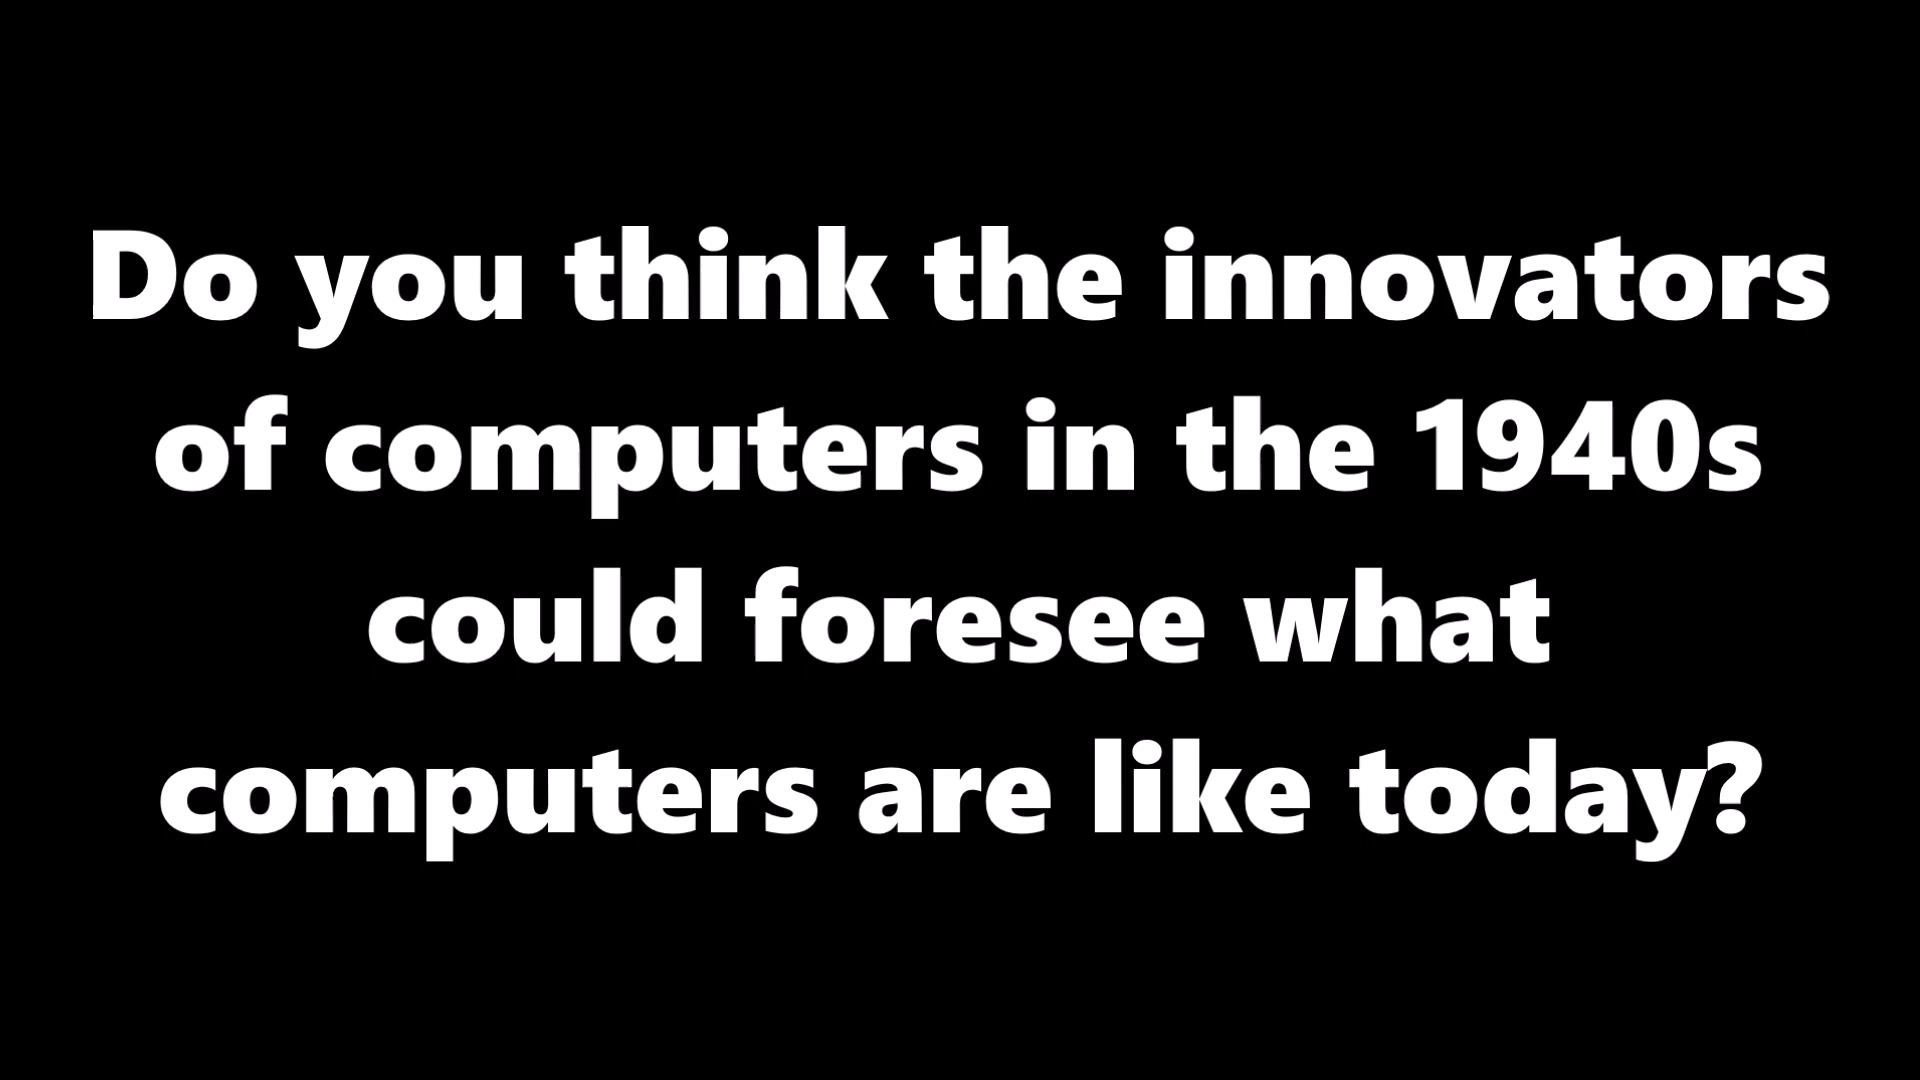 Do you think the innovators
of computers in the 1940s
could foresee what
computers are like today?